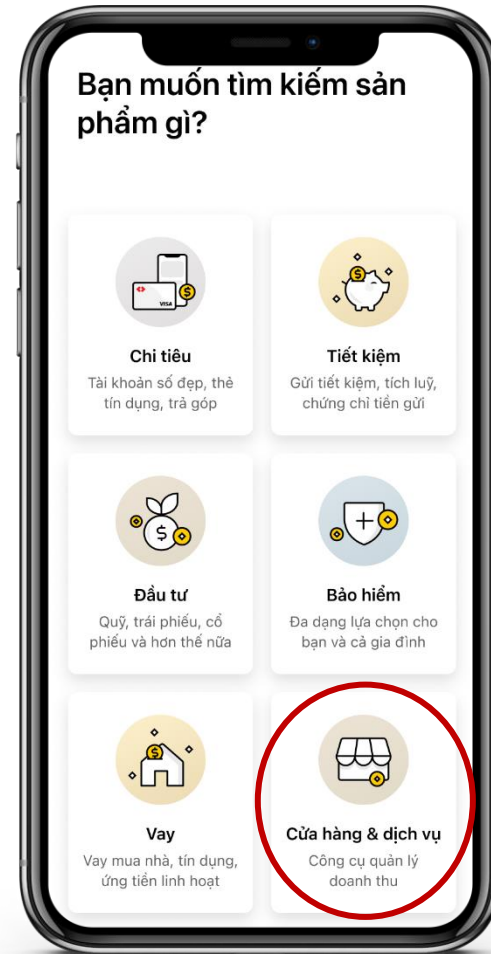 Bạn muốn tìm kiếm sản
phẩm gì?
VISA
Chi tiêu
Tài khoản số đẹp, thẻ
tín dụng, trả góp
Tiết kiệm
Gửi tiết kiệm, tích luỹ,
chứng chỉ tiền gửi
Đầu tư
Quỹ, trái phiếu, cổ
phiếu và hơn thế nữa
Bảo hiểm
Đa dạng lựa chọn cho
bạn và cả gia đình
Vay
Vay mua nhà, tín dụng,
ứng tiền linh hoạt
Cửa hàng & dịch vụ
Công cụ quản lý
doanh thu